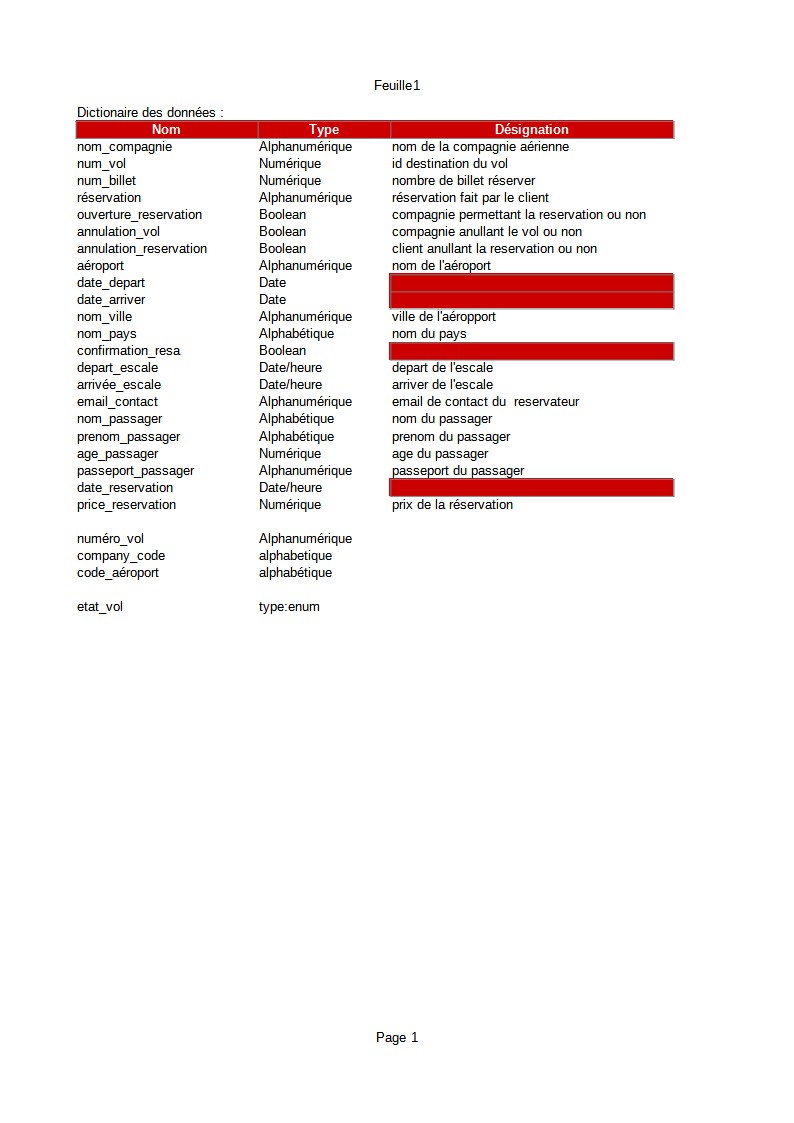 Feuille1
Dictionaire des données :
Nom Type Désignation
nom_compagnie Alphanumérique nom de la compagnie aérienne
num_vol Numérique id destination du vol
num_billet Numérique nombre de billet réserver
réservation Alphanumérique réservation fait par le client
ouverture_reservation Boolean compagnie permettant la reservation ou non
annulation_vol Boolean compagnie anullant le vol ou non
annulation_reservation Boolean client anullant la reservation ou non
aéroport Alphanumérique nom de l'aéroport
date_depart Date
date_arriver Date
nom_ville Alphanumérique ville de l'aéropport
nom_pays Alphabétique nom du pays
confirmation_resa Boolean
depart_escale Date/heure depart de l'escale
arrivée_escale Date/heure arriver de l'escale
email_contact Alphanumérique email de contact du  reservateur
nom_passager Alphabétique nom du passager
prenom_passager Alphabétique prenom du passager
age_passager Numérique age du passager
passeport_passager Alphanumérique passeport du passager
date_reservation Date/heure
price_reservation Numérique prix de la réservation
numéro_vol Alphanumérique
company_code alphabetique
code_aéroport alphabétique
etat_vol type:enum
Page 1